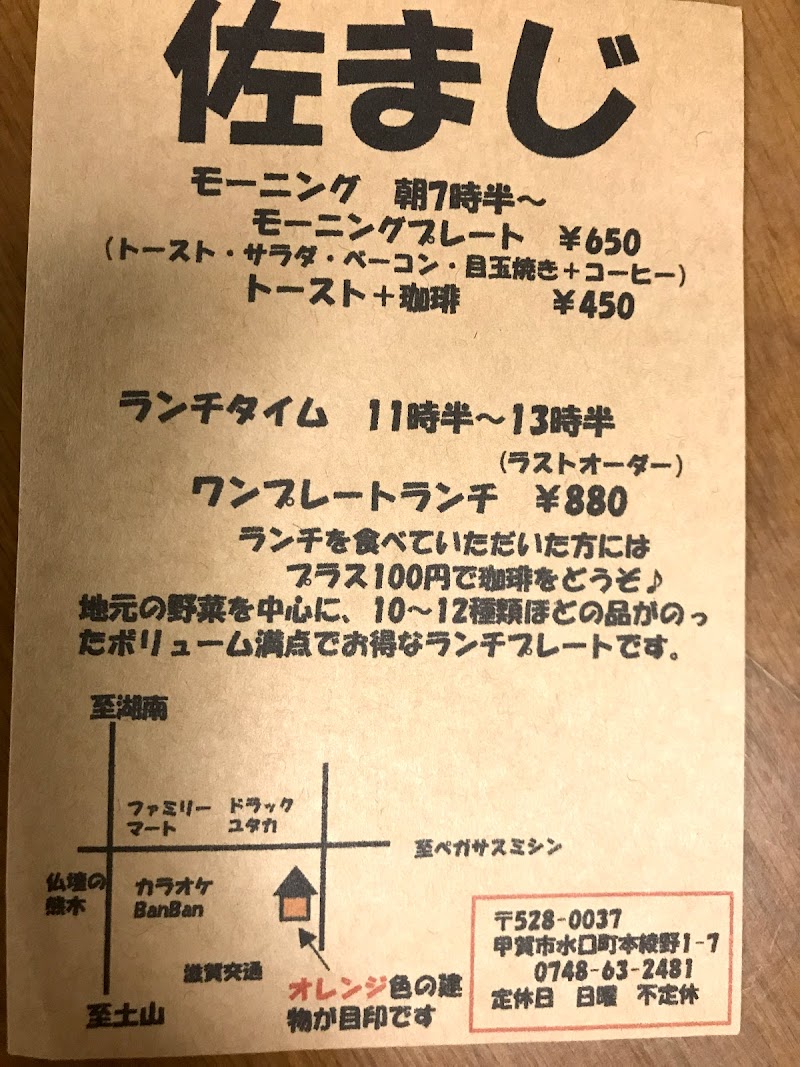 佐まじ
モーニング　朝7時半～
モーニングプレート　￥650
（トースト・サラダ・ベーコン・目玉焼き＋コーヒー）
トースト＋珈琲　￥450
ランチタイム　11時半～13時半
（ラストオーダー）
ワンプレートランチ　￥880
ランチを食べていただいた方には
プラス100円で珈琲をどうぞ♪
地元の野菜を中心に、10～12種類ほどの品がのっ
たボリューム満点でお得なランチプレートです。
至湖南
ファミリー
マート
ドラック
ユタカ
至ペガサスミシン
仏壇の
熊木
カラオケ
BanBan
滋賀交通
至土山
オレンジ色の建
物が目印です
〒528-0037
甲賀市水口町本綾野1-7
0748-63-2481
定休日　日曜　不定休